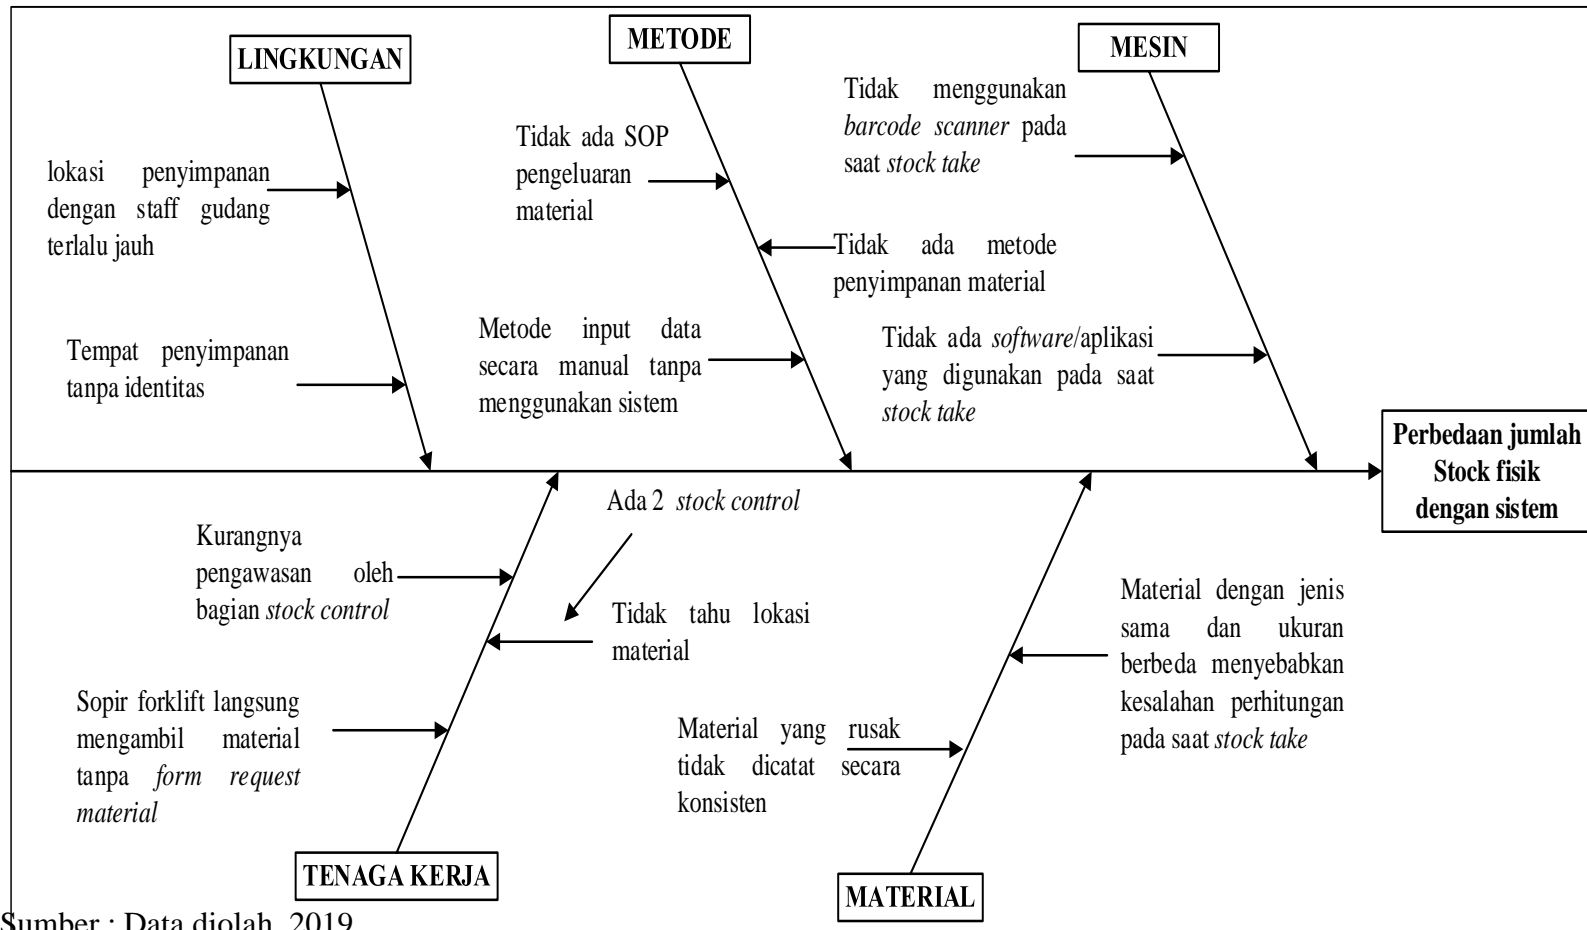 LINGKUNGAN
METODE
MESIN
lokasi penyimpanan
dengan staff gudang
terlalu jauh
Tempat penyimpanan
tanpa identitas
Tidak ada SOP
pengeluaran
material
Tidak ada metode
penyimpanan material
Metode input data
secara manual tanpa
menggunakan sistem
Tidak menggunakan
barcode scanner pada
saat stock take
Tidak ada software/aplikasi
yang digunakan pada saat
stock take
Perbedaan jumlah
Stock fisik
dengan sistem
Kurangnya
pengawasan oleh
bagian stock control
Ada 2 stock control
Tidak tahu lokasi
material
Sopir forklift langsung
mengambil material
tanpa form request
material
Material yang rusak
tidak dicatat secara
konsisten
Material dengan jenis
sama dan ukuran
berbeda menyebabkan
kesalahan perhitungan
pada saat stock take
TENAGA KERJA
MATERIAL
Sumber : Data diolah, 2019